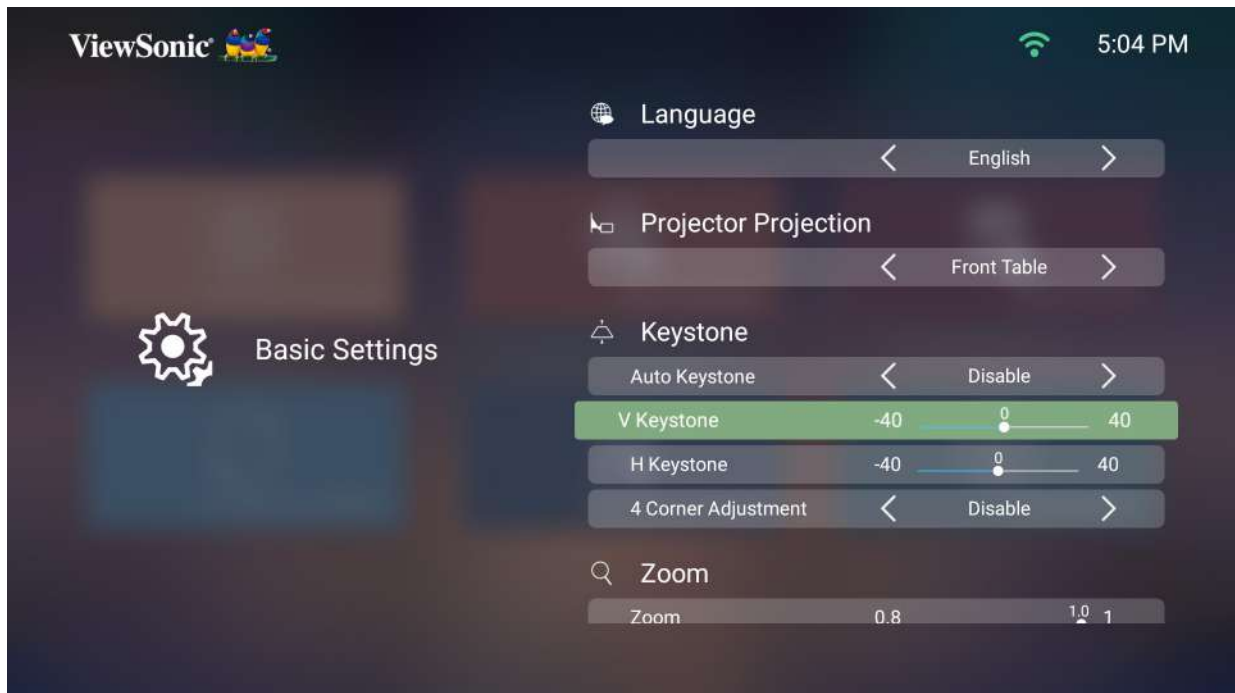 ViewSonic®
5:04 PM
Language
English
Projector Projection
Front Table
Basic Settings
Keystone
Auto Keystone Disable
V Keystone -40 0 40
H Keystone -40 0 40
4 Corner Adjustment Disable
Zoom
Zoom 0.8 1.0 1